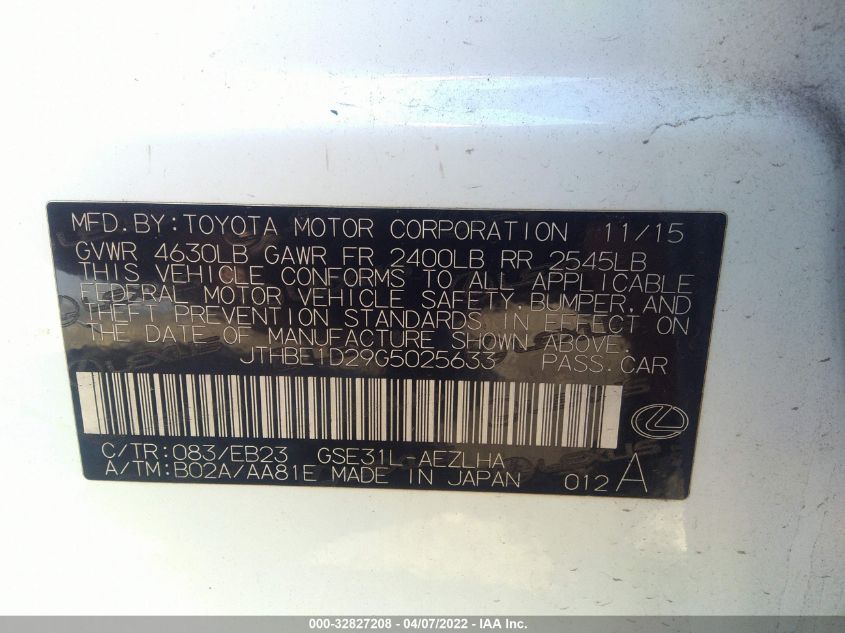 MFD.BY:TOYOTA MOTOR CORPORATION 11/15
GVWR 4630LB GAWR FR 2400LB RR 2545LB
THIS VEHICLE CONFORMS TO ALL APPLICABLE
FEDERAL MOTOR VEHICLE SAFETY,BUMPER,AND
THEFT PREVENTION STANDARDS IN EFFECT ON
THE DATE OF MANUFACTURE SHOWN ABOVE.
JTHBE1D29G5025633 PASS.CAR
C/TR:083/EB23 GSE31L-AEZLHA
A/TM:B02A/AA81E MADE IN JAPAN 012 A
000-32827208 - 04/07/2022 - IAA Inc.